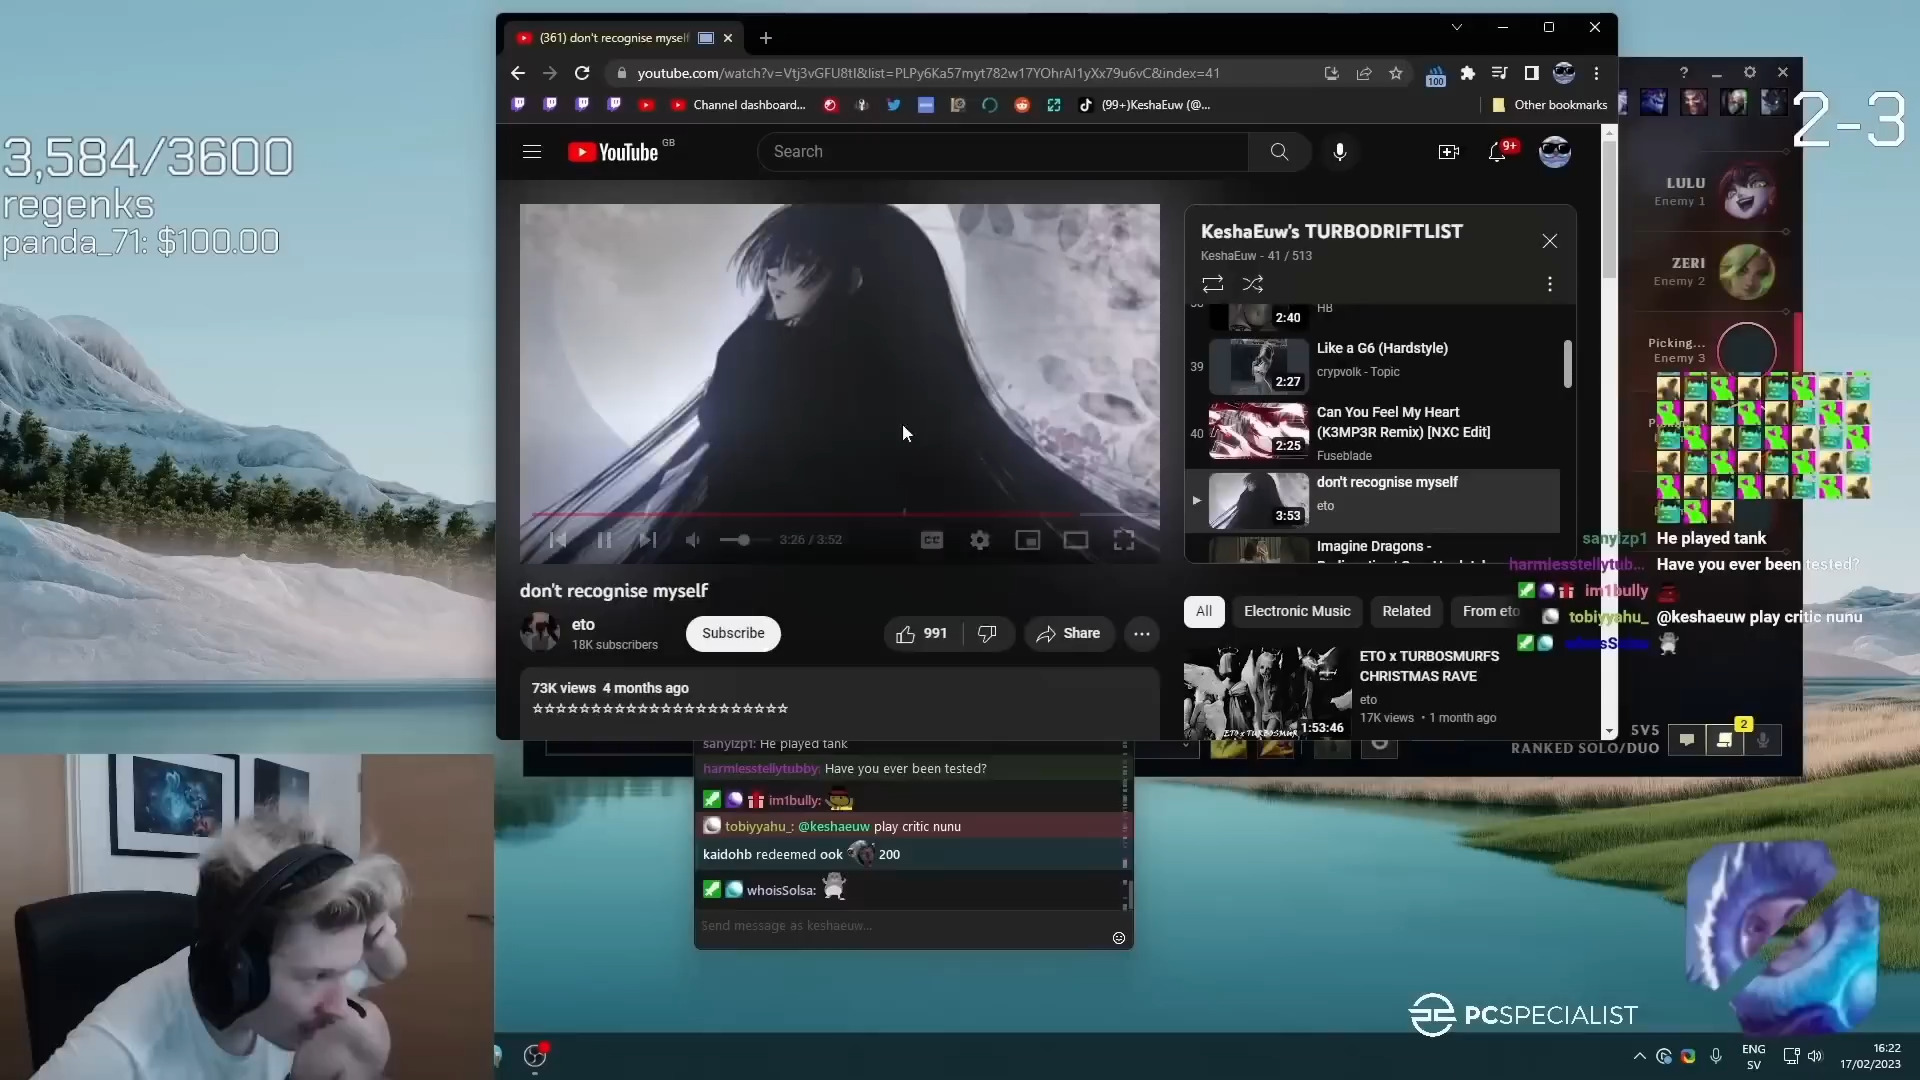 (361) don't recognise myself
youtube.com/watch?v=Vtj3vGFU8tI&list=PLPy6Ka57myt782w17YOhrAI1yXx79u6vC&index=41
100
Channel dashboard...
(99+)KeshaEuw (@...
Other bookmarks
3,584/3600
regenks
panda_71: $100.00
2-3
YouTube GB
Search
9+
KeshaEuw's TURBODRIFTLIST
KeshaEuw - 41 / 513
2:40
HB
39
2:27
Like a G6 (Hardstyle)
crypvolk - Topic
40
2:25
Can You Feel My Heart
(K3MP3R Remix) [NXC Edit]
Fuseblade
3:53
don't recognise myself
eto
Imagine Dragons -
3:26 / 3:52
don't recognise myself
eto
18K subscribers
Subscribe
991
Share
73K views 4 months ago
☆☆☆☆☆☆☆☆☆☆☆☆☆☆☆☆☆☆☆☆☆☆
All
Electronic Music
Related
From eto
ETO x TURBOSMURFS
CHRISTMAS RAVE
eto
17K views • 1 month ago
1:53:46
LULU
Enemy 1
ZERI
Enemy 2
Picking...
Enemy 3
sanylzp1 He played tank
harmlesstellytub... Have you ever been tested?
im1bully
tobiyyahu_ @keshaeuw play critic nunu
whoisSolsa
5V5
RANKED SOLO/DUO
2
sanylzp1: He played tank
harmlesstellytubby: Have you ever been tested?
im1bully:
tobiyyahu_: @keshaeuw play critic nunu
kaidohb redeemed ook 200
whoisSolsa:
Send message as keshaeuw...
PCSPECIALIST
ENG
SV
16:22
17/02/2023